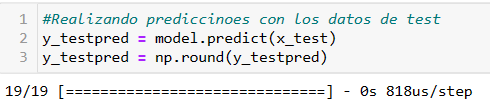 1 #Realizando prediccinoes con los datos de test
2 y_testpred = model.predict(x_test)
3 y_testpred = np.round(y_testpred)
19/19 [==============================] - 0s 818us/step